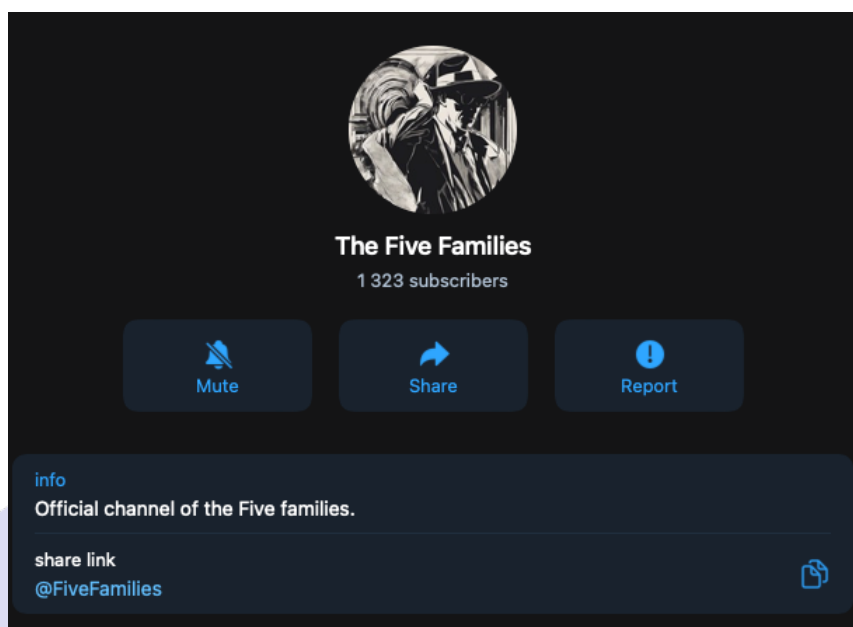 The Five Families
1 323 subscribers
Mute
Share
Report
info
Official channel of the Five families.
share link
@FiveFamilies